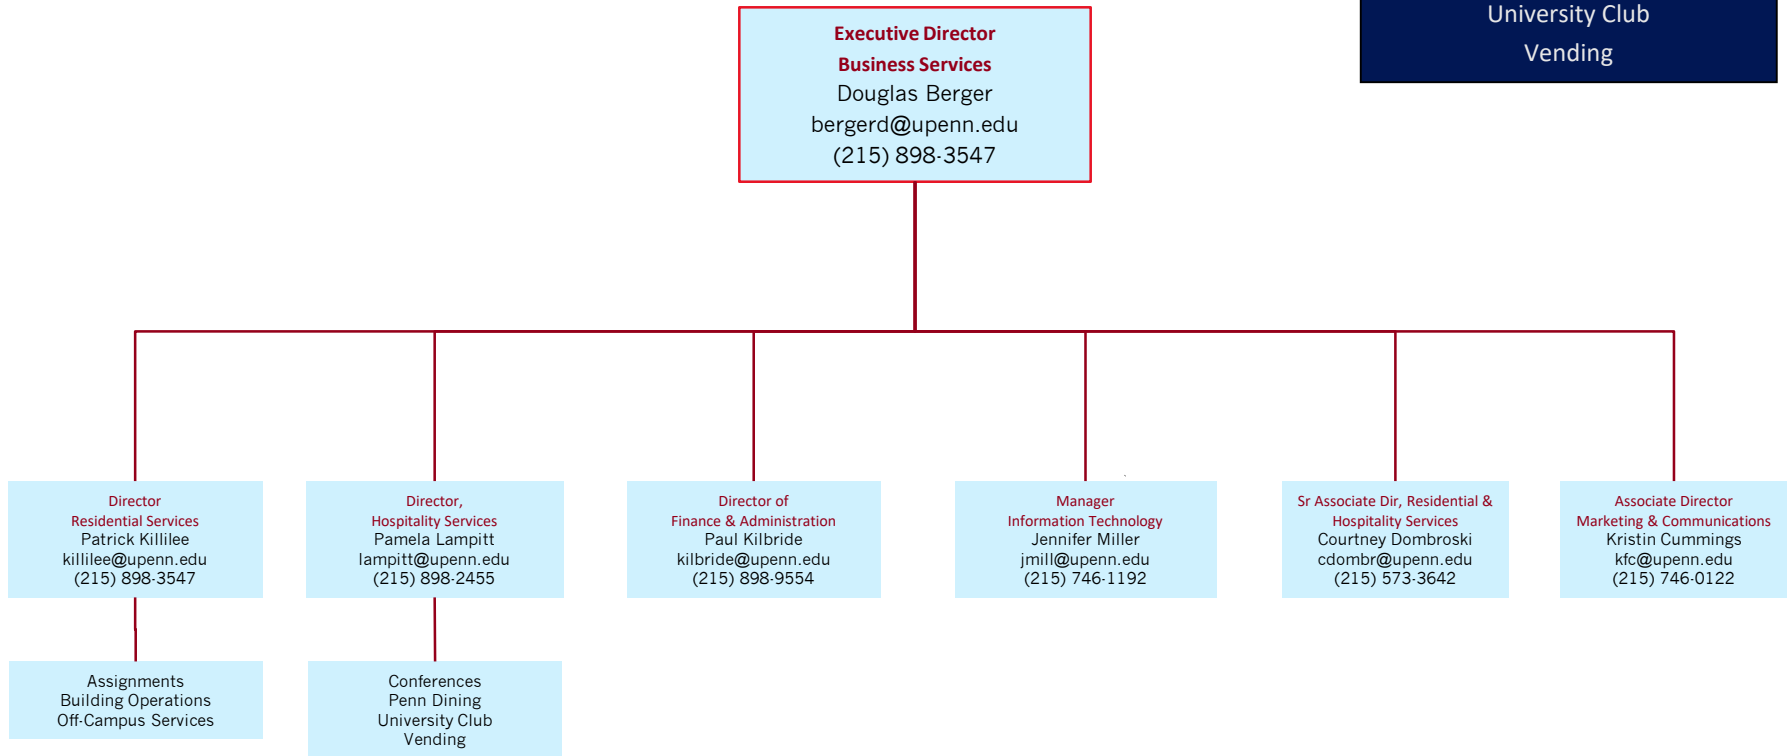 University Club
Vending
Executive Director
Business Services
Douglas Berger
bergerd@upenn.edu
(215) 898-3547
Director
Residential Services
Patrick Killilee
killilee@upenn.edu
(215) 898-3547
Director,
Hospitality Services
Pamela Lampitt
lampitt@upenn.edu
(215) 898-2455
Director of
Finance & Administration
Paul Kilbride
kilbride@upenn.edu
(215) 898-9554
Manager
Information Technology
Jennifer Miller
jmill@upenn.edu
(215) 746-1192
Sr Associate Dir, Residential &
Hospitality Services
Courtney Dombroski
cdombr@upenn.edu
(215) 573-3642
Associate Director
Marketing & Communications
Kristin Cummings
kfc@upenn.edu
(215) 746-0122
Assignments
Building Operations
Off-Campus Services
Conferences
Penn Dining
University Club
Vending